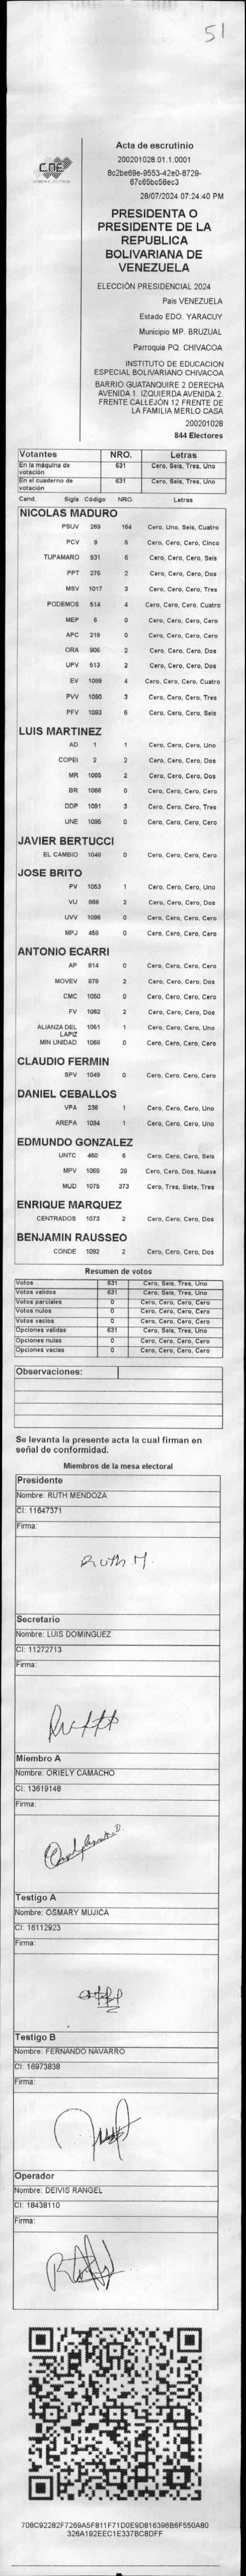 51
CNE
Acta de escrutinio
200201028.01.1.0001
8c2be69e-9553-42e0-8729-
67c65bc58ec3
28/07/2024 07:24:40 PM
PRESIDENTA O
PRESIDENTE DE LA
REPUBLICA
BOLIVARIANA DE
VENEZUELA
ELECCIÓN PRESIDENCIAL 2024
Pais VENEZUELA
Estado EDO. YARACUY
Municipio MP. BRUZUAL
Parroquia PQ. CHIVACOA
INSTITUTO DE EDUCACION
ESPECIAL BOLIVARIANO CHIVACOA
BARRIO GUATANQUIRE 2 DERECHA
AVENIDA 1. IZQUIERDA AVENIDA 2.
FRENTE CALLEJÓN 12 FRENTE DE
LA FAMILIA MERLO CASA
200201028
844 Electores
Votantes NRO. Letras
En la máquina de votación 631 Cero, Seis, Tres, Uno
En el cuaderno de votación 631 Cero, Seis, Tres, Uno
Cand. Sigla Código NRO. Letras
NICOLAS MADURO
PSUV 269 164 Cero, Uno, Seis, Cuatro
PCV 9 5 Cero, Cero, Cero, Cinco
TUPAMARO 931 6 Cero, Cero, Cero, Seis
PPT 276 2 Cero, Cero, Cero, Dos
MSV 1017 3 Cero, Cero, Cero, Tres
PODEMOS 514 4 Cero, Cero, Cero, Cuatro
MEP 6 0 Cero, Cero, Cero, Cero
APC 219 0 Cero, Cero, Cero, Cero
ORA 906 2 Cero, Cero, Cero, Dos
UPV 513 2 Cero, Cero, Cero, Dos
EV 1089 4 Cero, Cero, Cero, Cuatro
PVV 1090 3 Cero, Cero, Cero, Tres
PFV 1093 6 Cero, Cero, Cero, Seis
LUIS MARTINEZ
AD 1 1 Cero, Cero, Cero, Uno
COPEI 2 2 Cero, Cero, Cero, Dos
MR 1065 2 Cero, Cero, Cero, Dos
BR 1066 0 Cero, Cero, Cero, Cero
DDP 1091 3 Cero, Cero, Cero, Tres
UNE 1095 0 Cero, Cero, Cero, Cero
JAVIER BERTUCCI
EL CAMBIO 1048 0 Cero, Cero, Cero, Cero
JOSE BRITO
PV 1053 1 Cero, Cero, Cero, Uno
VU 868 2 Cero, Cero, Cero, Dos
UVV 1096 0 Cero, Cero, Cero, Cero
MPJ 459 0 Cero, Cero, Cero, Cero
ANTONIO ECARRI
AP 814 0 Cero, Cero, Cero, Cero
MOVEV 879 2 Cero, Cero, Cero, Dos
CMC 1050 0 Cero, Cero, Cero, Cero
FV 1062 2 Cero, Cero, Cero, Dos
ALIANZA DEL LAPIZ 1051 1 Cero, Cero, Cero, Uno
MIN UNIDAD 1068 0 Cero, Cero, Cero, Cero
CLAUDIO FERMIN
SPV 1049 0 Cero, Cero, Cero, Cero
DANIEL CEBALLOS
VPA 236 1 Cero, Cero, Cero, Uno
AREPA 1094 1 Cero, Cero, Cero, Uno
EDMUNDO GONZALEZ
UNTC 460 6 Cero, Cero, Cero, Seis
MPV 1069 29 Cero, Cero, Dos, Nueve
MUD 1075 373 Cero, Tres, Siete, Tres
ENRIQUE MARQUEZ
CENTRADOS 1073 2 Cero, Cero, Cero, Dos
BENJAMIN RAUSSEO
CONDE 1092 2 Cero, Cero, Cero, Dos
Resumen de votos
Votos 631 Cero, Seis, Tres, Uno
Votos validos 631 Cero, Seis, Tres, Uno
Votos parciales 0 Cero, Cero, Cero, Cero
Votos nulos 0 Cero, Cero, Cero, Cero
Votos vacios 0 Cero, Cero, Cero, Cero
Opciones validas 631 Cero, Seis, Tres, Uno
Opciones nulas 0 Cero, Cero, Cero, Cero
Opciones vacias 0 Cero, Cero, Cero, Cero
Observaciones:
Se levanta la presente acta la cual firman en
señal de conformidad.
Miembros de la mesa electoral
Presidente
Nombre: RUTH MENDOZA
CI: 11647371
Firma:
Ruth M.
Secretario
Nombre: LUIS DOMINGUEZ
CI: 11272713
Firma:
Miembro A
Nombre: ORIELY CAMACHO
CI: 13619148
Firma:
Testigo A
Nombre: OSMARY MUJICA
CI: 16112923
Firma:
Testigo B
Nombre: FERNANDO NAVARRO
CI: 16973838
Firma:
Operador
Nombre: DEIVIS RANGEL
CI: 18438110
Firma:
708C92282F7269A5F811F71D0E9D816396B6F550A80
326A192EEC1E337BC8DFF